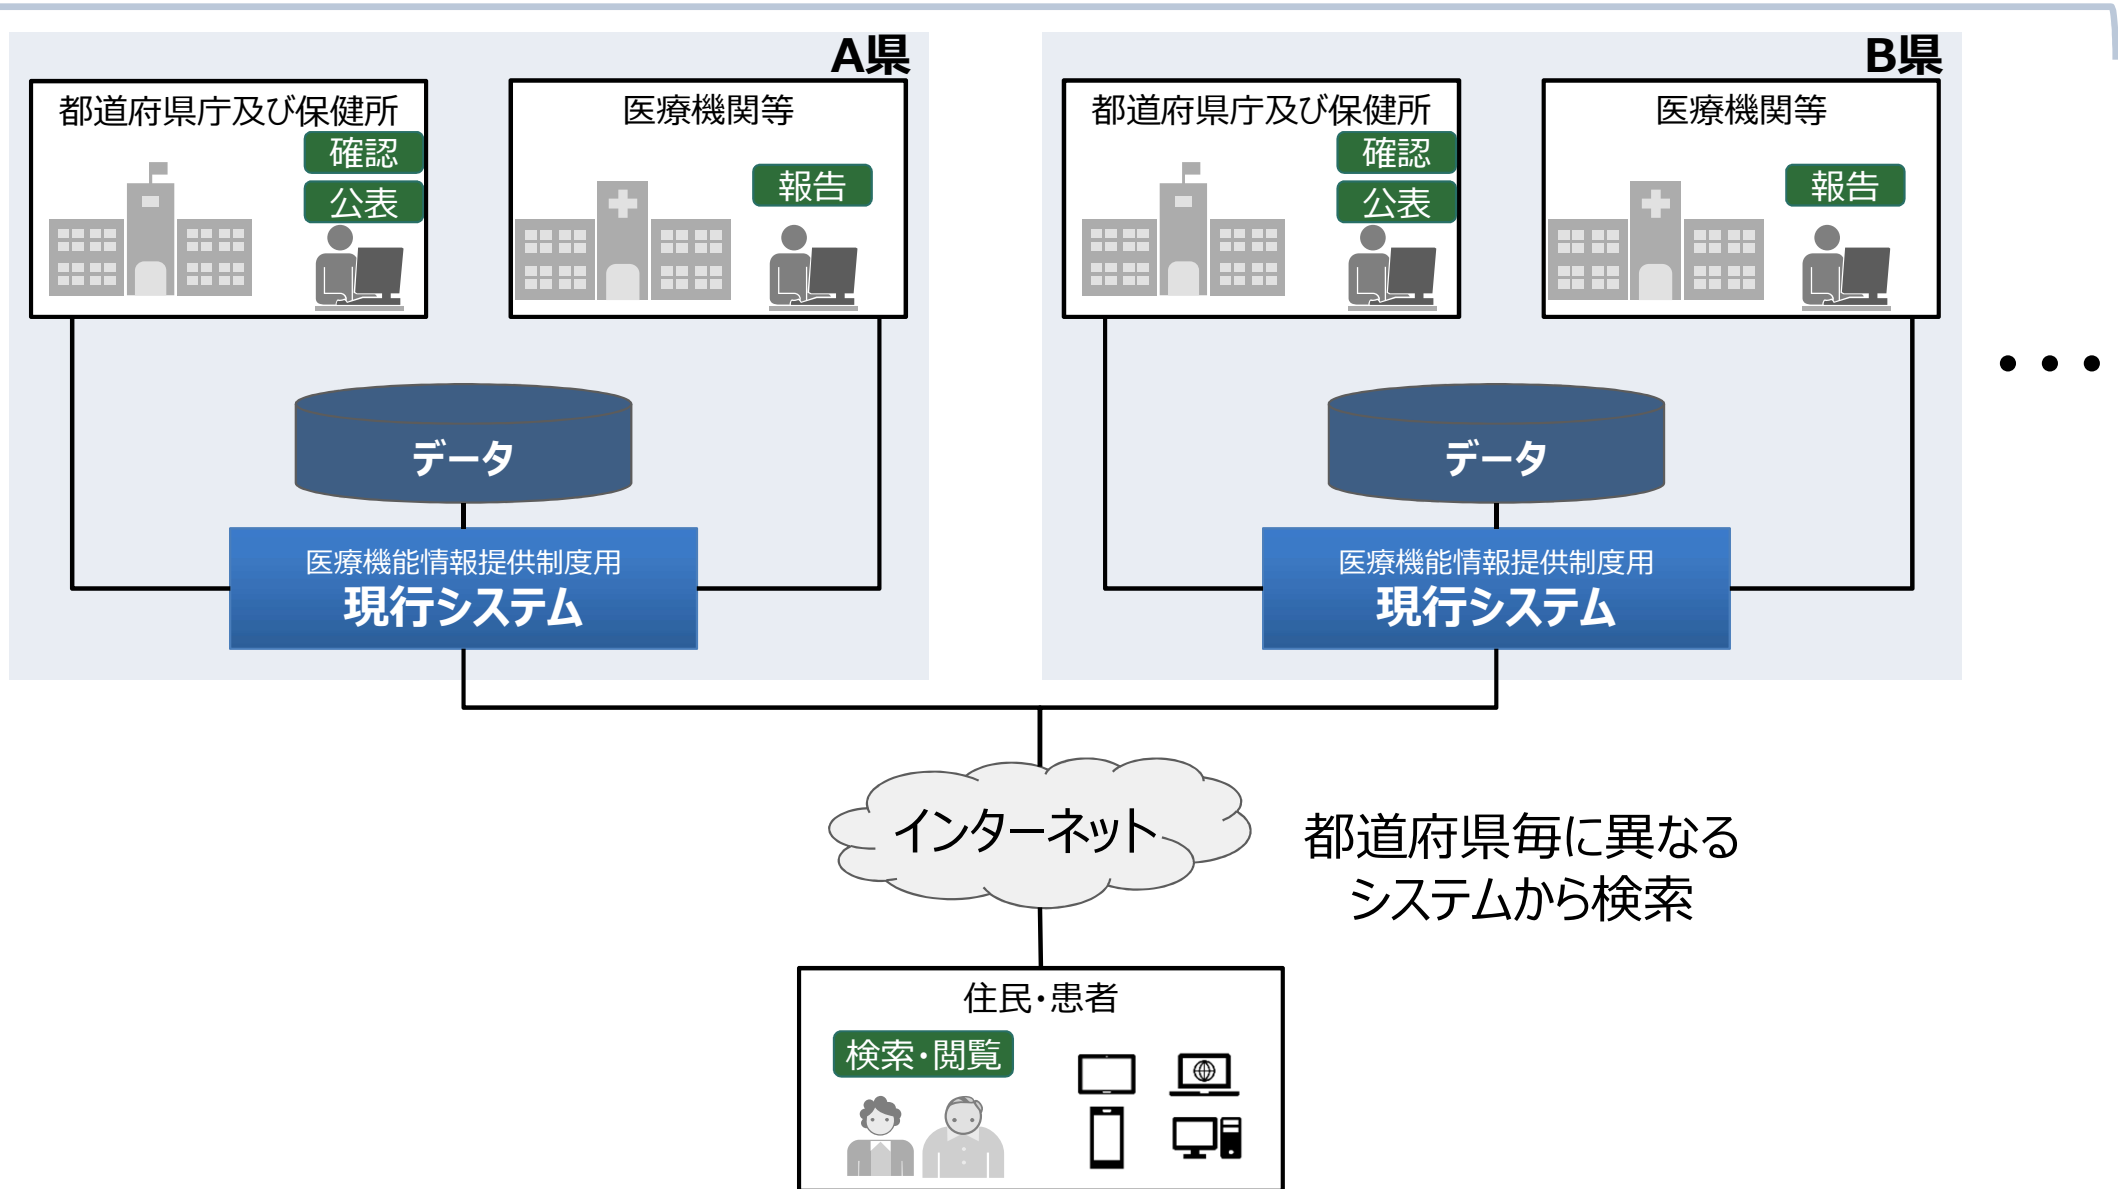 A県
都道府県庁及び保健所
確認
公表
医療機関等
報告
データ
医療機能情報提供制度用
現行システム
B県
都道府県庁及び保健所
確認
公表
医療機関等
報告
データ
医療機能情報提供制度用
現行システム
・・・
インターネット
都道府県毎に異なる
システムから検索
住民・患者
検索・閲覧